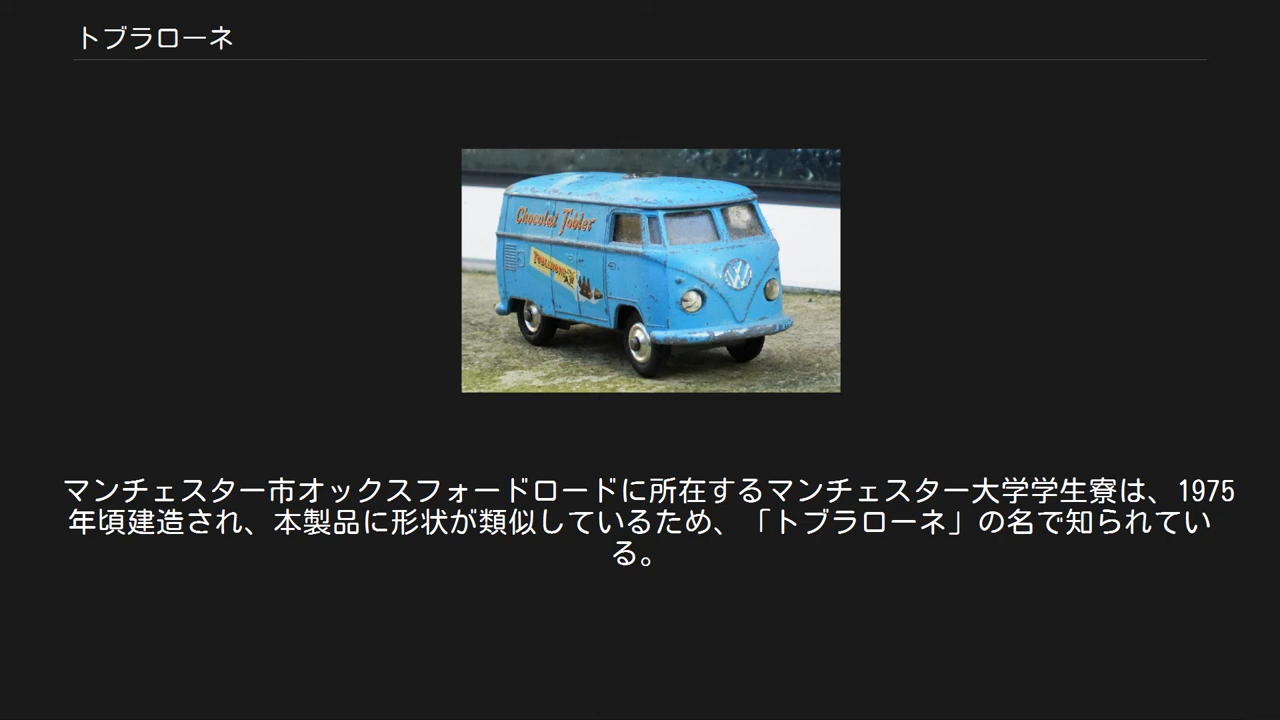 トブラローネ
Chocolat Tobler
マンチェスター市オックスフォードロードに所在するマンチェスター大学学生寮は、1975
年頃建造され、本製品に形状が類似しているため、「トブラローネ」の名で知られてい
る。